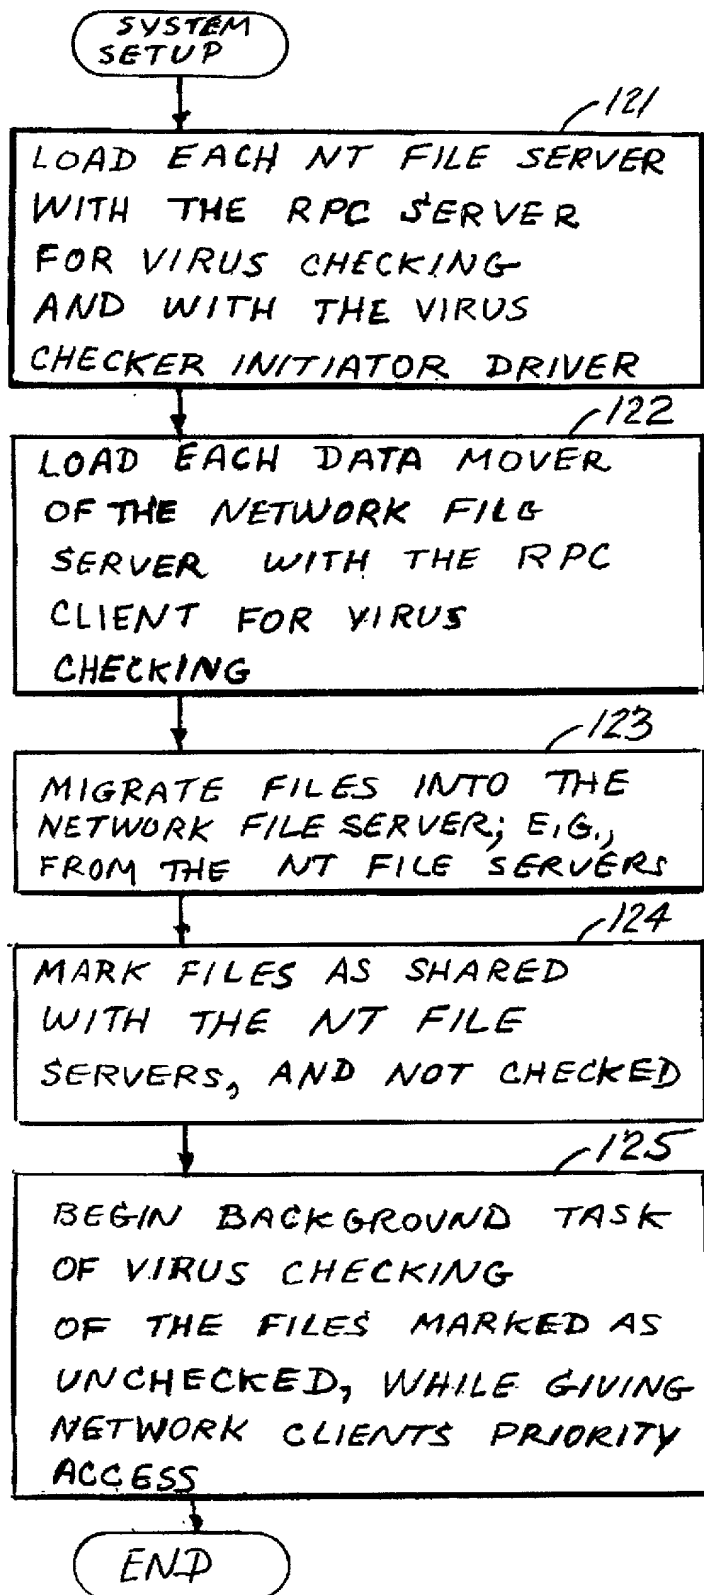 SYSTEM
SETUP
121
LOAD EACH NT FILE SERVER
WITH THE RPC SERVER
FOR VIRUS CHECKING
AND WITH THE VIRUS
CHECKER INITIATOR DRIVER
122
LOAD EACH DATA MOVER
OF THE NETWORK FILE
SERVER WITH THE RPC
CLIENT FOR VIRUS
CHECKING
123
MIGRATE FILES INTO THE
NETWORK FILE SERVER; E.G.,
FROM THE NT FILE SERVERS
124
MARK FILES AS SHARED
WITH THE NT FILE
SERVERS, AND NOT CHECKED
125
BEGIN BACKGROUND TASK
OF VIRUS CHECKING
OF THE FILES MARKED AS
UNCHECKED, WHILE GIVING
NETWORK CLIENTS PRIORITY
ACCESS
END